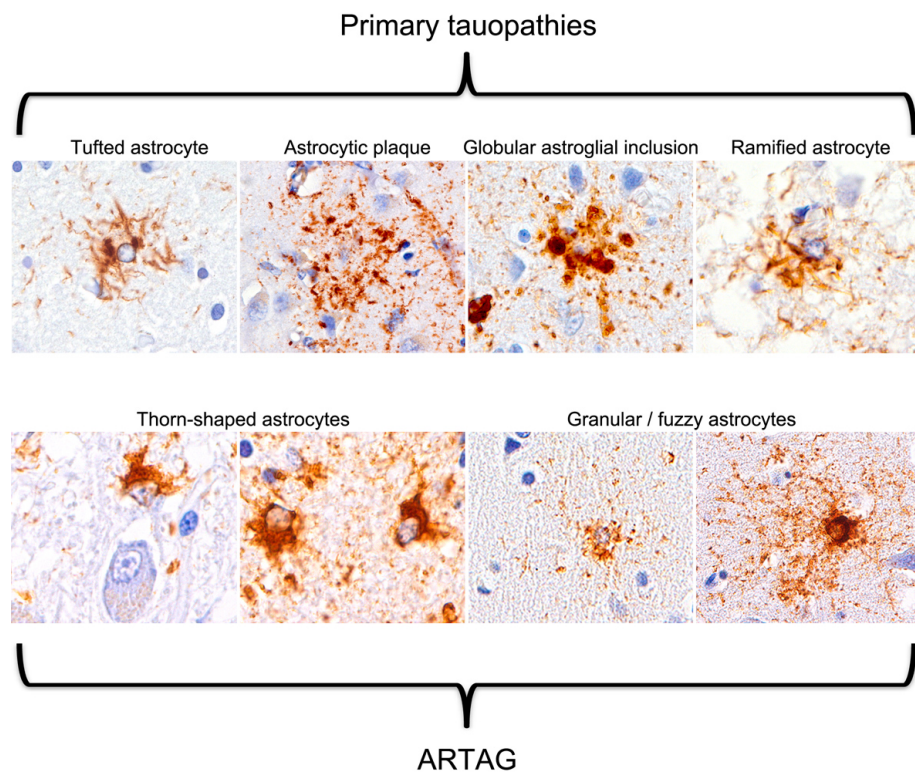 Primary tauopathies
Tufted astrocyte
Astrocytic plaque
Globular astroglial inclusion
Ramified astrocyte
Thorn-shaped astrocytes
Granular / fuzzy astrocytes
ARTAG